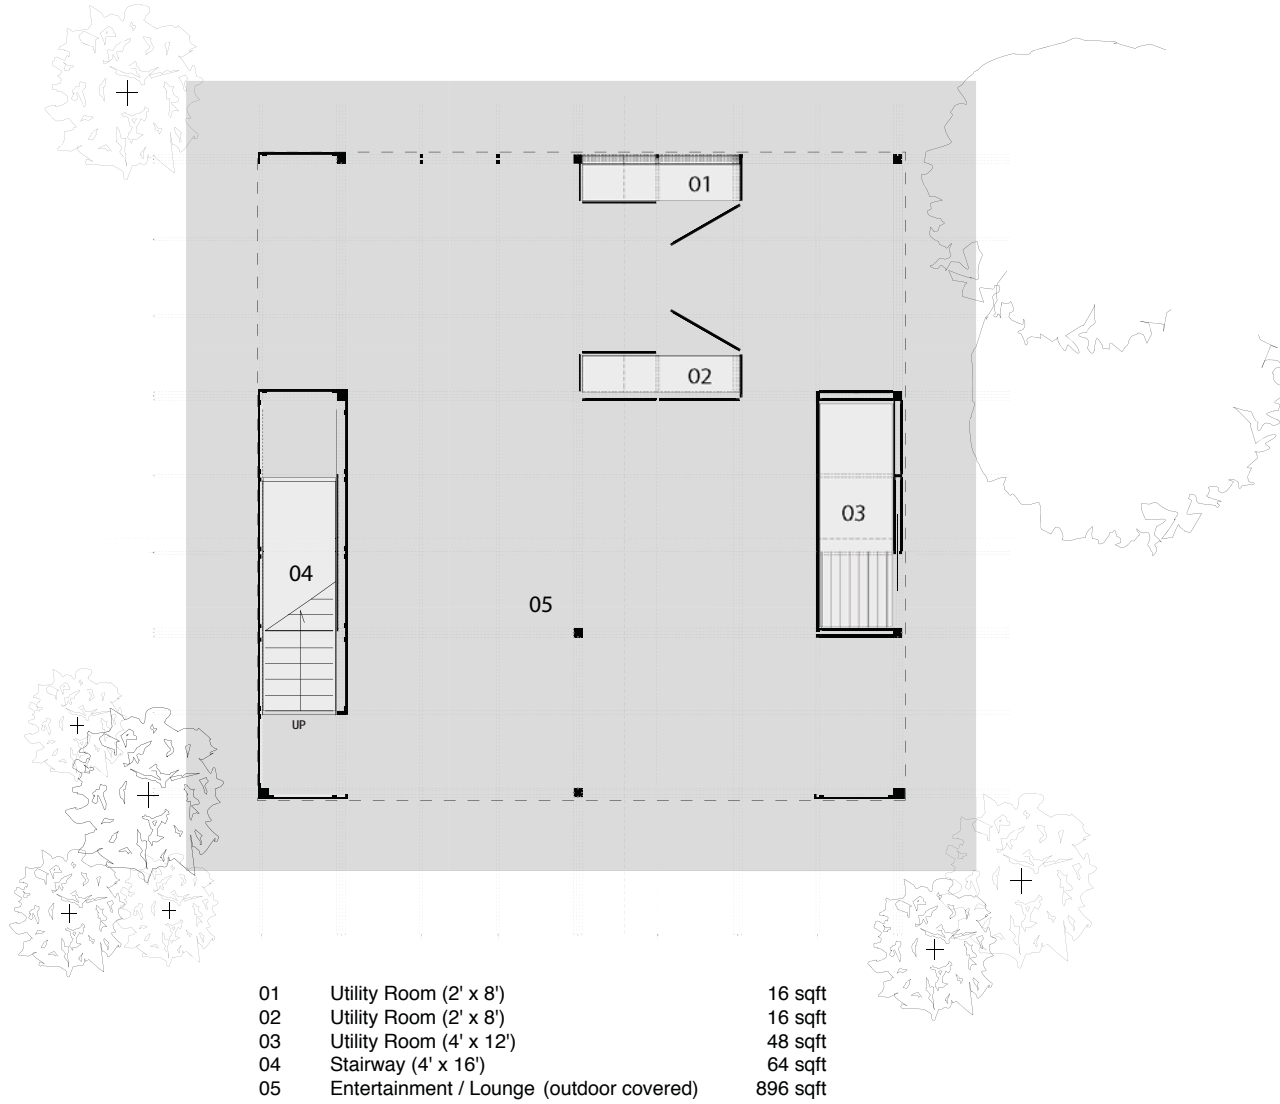 01
02
03
04
05
UP
01 Utility Room (2' x 8') 16 sqft
02 Utility Room (2' x 8') 16 sqft
03 Utility Room (4' x 12') 48 sqft
04 Stairway (4' x 16') 64 sqft
05 Entertainment / Lounge (outdoor covered) 896 sqft